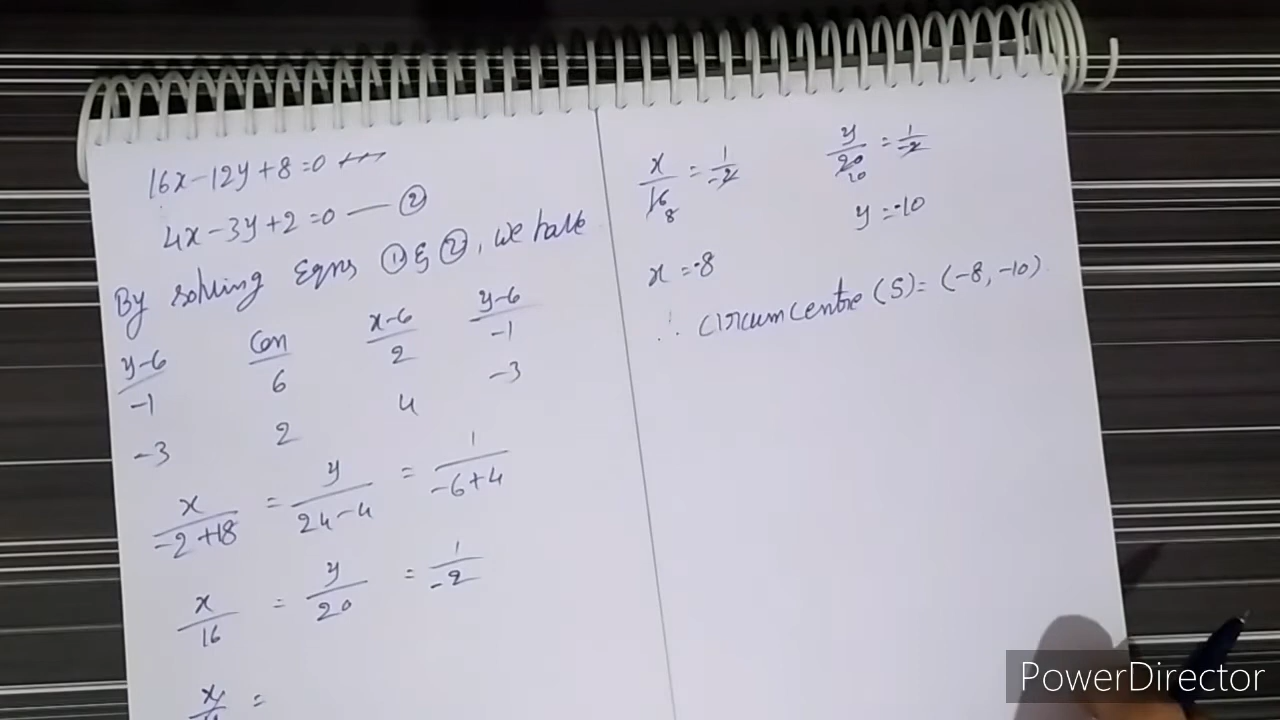 16x-12y+8=0
4x-3y+2=0 — ②
By solving Eqns ① & ②, we have
y-6 Con x-6 y-6
-1 6 2 -1
-3 2 4 -3
x/-2+18 = y/24-4 = 1/-6+4
x/16 = y/20 = 1/-2
x/ =
x/16 = 1/-2 y/20 = 1/-2
8 10
y=-10
x=-8
∴ circumcentre (S) = (-8, -10)
PowerDirector